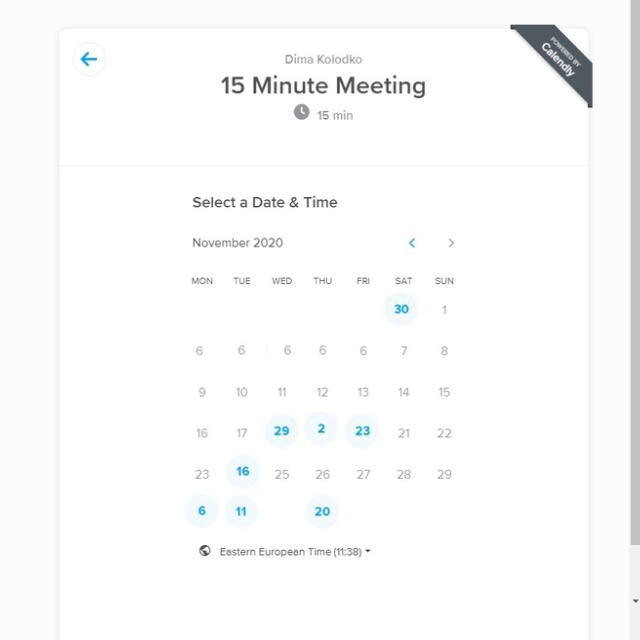 POWERED BY
Calendly
Dima Kolodko
15 Minute Meeting
15 min
Select a Date & Time
November 2020
MON TUE WED THU FRI SAT SUN
30 1
6 6 6 6 6 7 8
9 10 11 12 13 14 15
16 17 29 2 23 21 22
23 16 25 26 27 28 29
6 11 20
Eastern European Time (11:38)